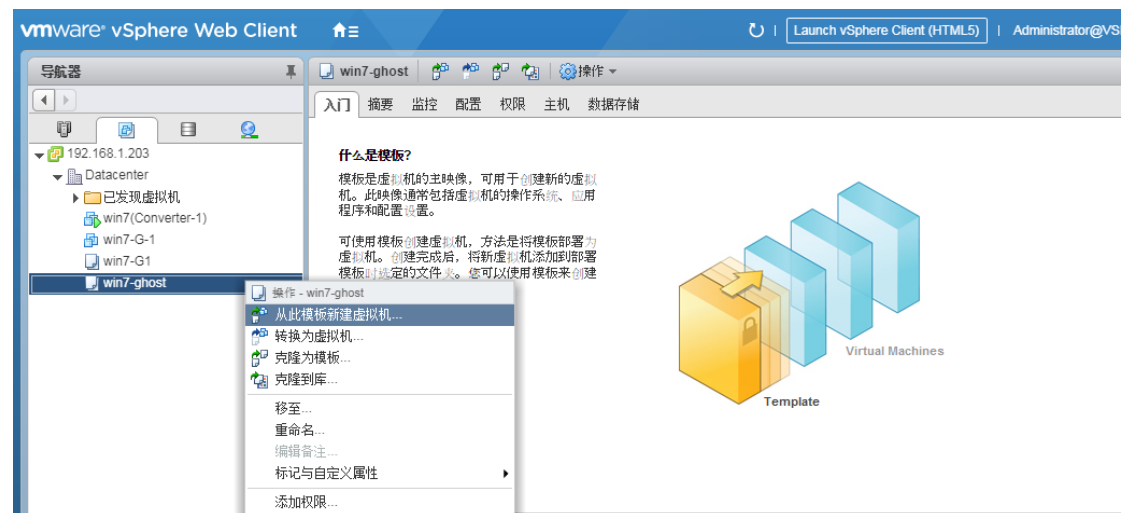 vmware® vSphere Web Client
Launch vSphere Client (HTML5) | Administrator@VS
导航器
win7-ghost
操作
入门 摘要 监控 配置 权限 主机 数据存储
192.168.1.203
Datacenter
已发现虚拟机
win7(Converter-1)
win7-G-1
win7-G1
win7-ghost
什么是模板?
模板是虚拟机的主映像，可用于创建新的虚拟
机。此映像通常包括虚拟机的操作系统、应用
程序和配置设置。
可使用模板创建虚拟机，方法是将模板部署为
虚拟机。创建完成后，将新虚拟机添加到部署
模板时选定的文件夹。您可以使用模板来创建
操作 - win7-ghost
从此模板新建虚拟机...
转换为虚拟机...
克隆为模板...
克隆到库...
移至...
重命名...
编辑备注...
标记与自定义属性
添加权限...
Virtual Machines
Template